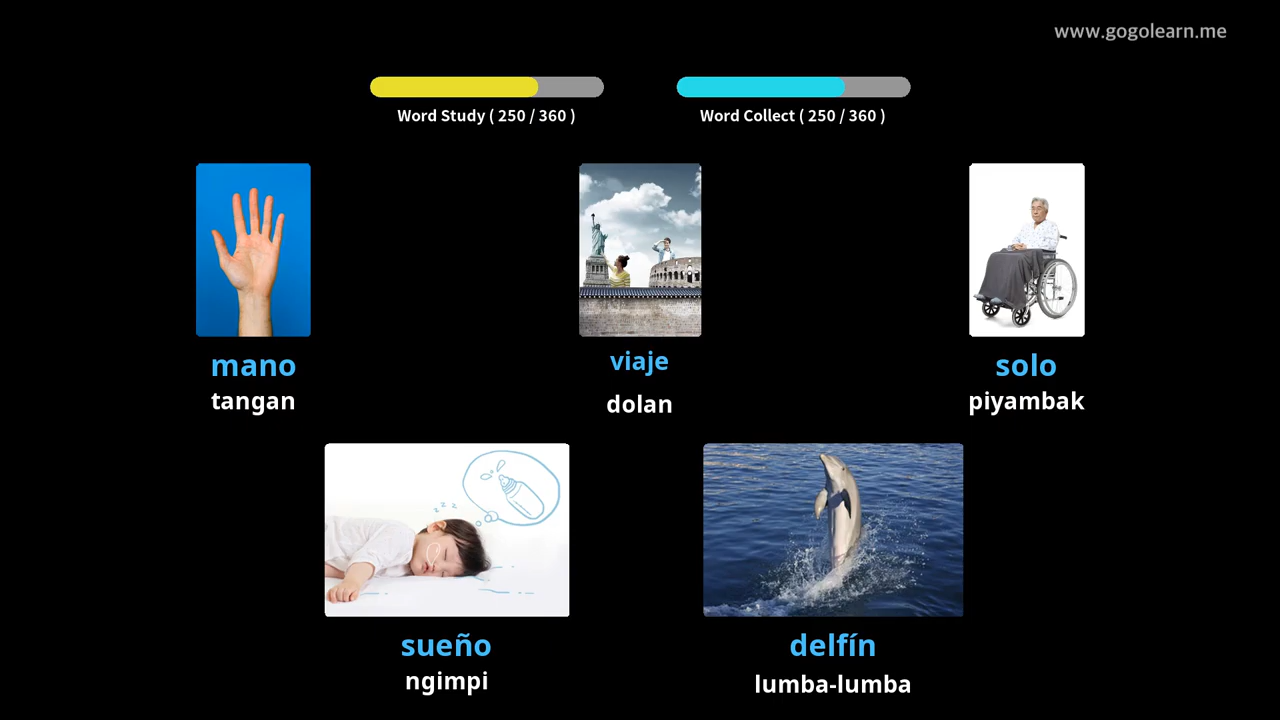 www.gogolearn.me
Word Study ( 250 / 360 )
Word Collect ( 250 / 360 )
mano
tangan
viaje
dolan
solo
piyambak
sueño
ngimpi
delfín
lumba-lumba